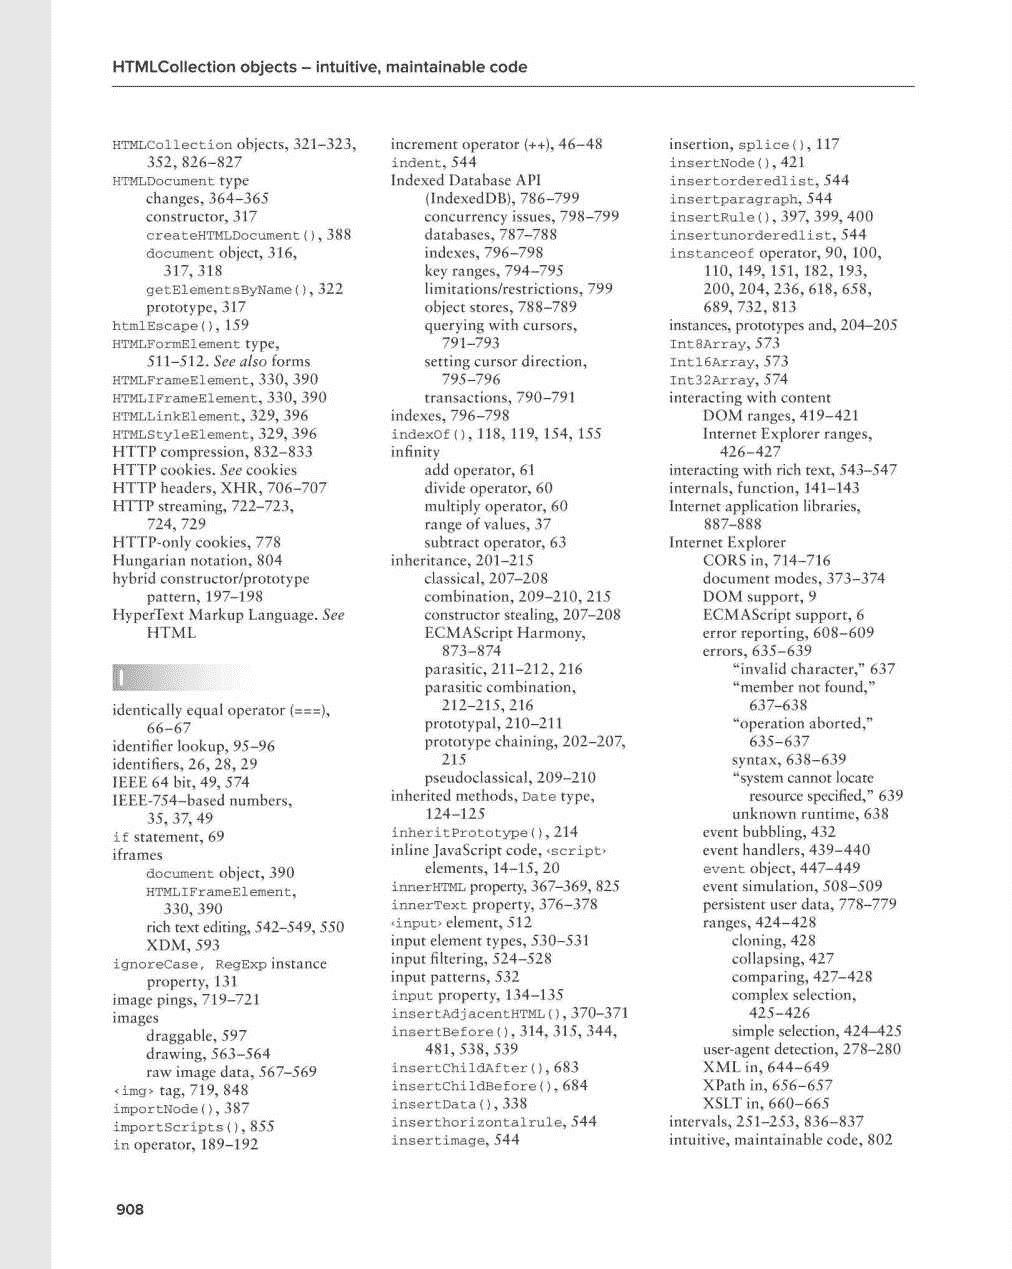 HTMLCollection objects – intuitive, maintainable code
HTMLCollection objects, 321–323,
352, 826–827
HTMLDocument type
changes, 364–365
constructor, 317
createHTMLDocument(), 388
document object, 316,
317, 318
getElementsByName(), 322
prototype, 317
htmlEscape(), 159
HTMLFormElement type,
511–512. See also forms
HTMLFrameElement, 330, 390
HTMLIFrameElement, 330, 390
HTMLLinkElement, 329, 396
HTMLStyleElement, 329, 396
HTTP compression, 832–833
HTTP cookies. See cookies
HTTP headers, XHR, 706–707
HTTP streaming, 722–723,
724, 729
HTTP-only cookies, 778
Hungarian notation, 804
hybrid constructor/prototype
pattern, 197–198
HyperText Markup Language. See
HTML
I
identically equal operator (===),
66–67
identifier lookup, 95–96
identifiers, 26, 28, 29
IEEE 64 bit, 49, 574
IEEE-754–based numbers,
35, 37, 49
if statement, 69
iframes
document object, 390
HTMLIFrameElement,
330, 390
rich text editing, 542–549, 550
XDM, 593
ignoreCase, RegExp instance
property, 131
image pings, 719–721
images
draggable, 597
drawing, 563–564
raw image data, 567–569
<img> tag, 719, 848
importNode(), 387
importScripts(), 855
in operator, 189–192
increment operator (++), 46–48
indent, 544
Indexed Database API
(IndexedDB), 786–799
concurrency issues, 798–799
databases, 787–788
indexes, 796–798
key ranges, 794–795
limitations/restrictions, 799
object stores, 788–789
querying with cursors,
791–793
setting cursor direction,
795–796
transactions, 790–791
indexes, 796–798
indexOf(), 118, 119, 154, 155
infinity
add operator, 61
divide operator, 60
multiply operator, 60
range of values, 37
subtract operator, 63
inheritance, 201–215
classical, 207–208
combination, 209–210, 215
constructor stealing, 207–208
ECMAScript Harmony,
873–874
parasitic, 211–212, 216
parasitic combination,
212–215, 216
prototypal, 210–211
prototype chaining, 202–207,
215
pseudoclassical, 209–210
inherited methods, Date type,
124–125
inheritPrototype(), 214
inline JavaScript code, <script>
elements, 14–15, 20
innerHTML property, 367–369, 825
innerText property, 376–378
<input> element, 512
input element types, 530–531
input filtering, 524–528
input patterns, 532
input property, 134–135
insertAdjacentHTML(), 370–371
insertBefore(), 314, 315, 344,
481, 538, 539
insertChildAfter(), 683
insertChildBefore(), 684
insertData(), 338
inserthorizontalrule, 544
insertimage, 544
insertion, splice(), 117
insertNode(), 421
insertorderedlist, 544
insertparagraph, 544
insertRule(), 397, 399, 400
insertunorderedlist, 544
instanceof operator, 90, 100,
110, 149, 151, 182, 193,
200, 204, 236, 618, 658,
689, 732, 813
instances, prototypes and, 204–205
Int8Array, 573
Int16Array, 573
Int32Array, 574
interacting with content
DOM ranges, 419–421
Internet Explorer ranges,
426–427
interacting with rich text, 543–547
internals, function, 141–143
Internet application libraries,
887–888
Internet Explorer
CORS in, 714–716
document modes, 373–374
DOM support, 9
ECMAScript support, 6
error reporting, 608–609
errors, 635–639
“invalid character,” 637
“member not found,”
637–638
“operation aborted,”
635–637
syntax, 638–639
“system cannot locate
resource specified,” 639
unknown runtime, 638
event bubbling, 432
event handlers, 439–440
event object, 447–449
event simulation, 508–509
persistent user data, 778–779
ranges, 424–428
cloning, 428
collapsing, 427
comparing, 427–428
complex selection,
425–426
simple selection, 424–425
user-agent detection, 278–280
XML in, 644–649
XPath in, 656–657
XSLT in, 660–665
intervals, 251–253, 836–837
intuitive, maintainable code, 802
908